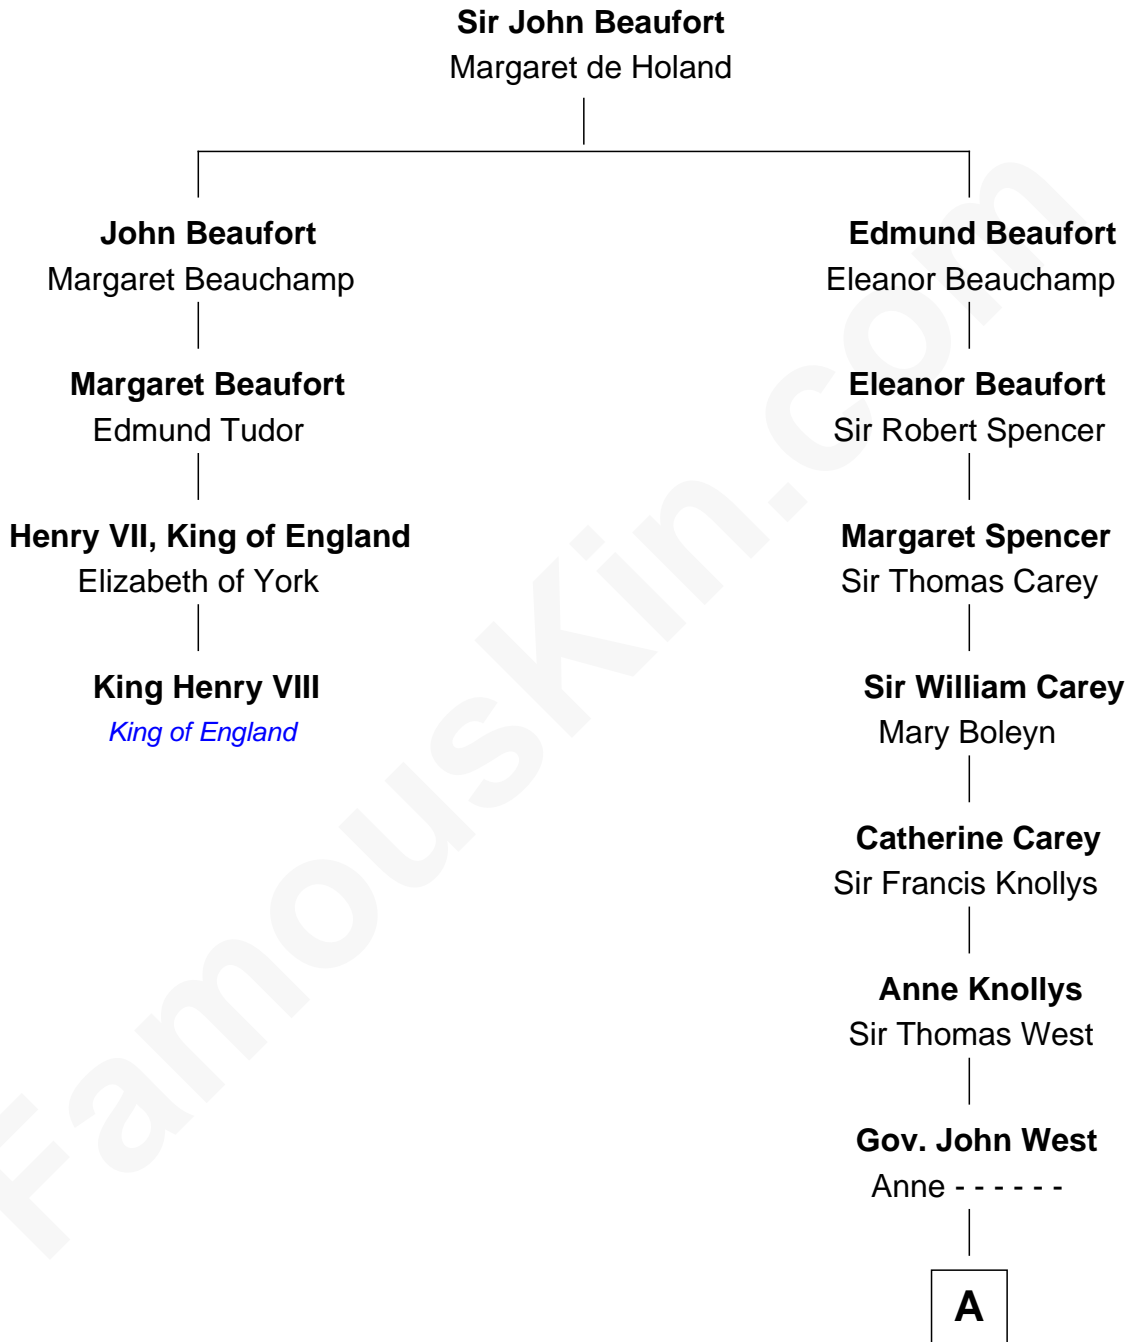 Sir John Beaufort
Margaret de Holand
John Beaufort
Margaret Beauchamp
Margaret Beaufort
Edmund Tudor
Henry VII, King of England
Elizabeth of York
King Henry VIII
King of England
Edmund Beaufort
Eleanor Beauchamp
Eleanor Beaufort
Sir Robert Spencer
Margaret Spencer
Sir Thomas Carey
Sir William Carey
Mary Boleyn
Catherine Carey
Sir Francis Knollys
Anne Knollys
Sir Thomas West
Gov. John West
Anne - - - - - -
A
FamousKin.com